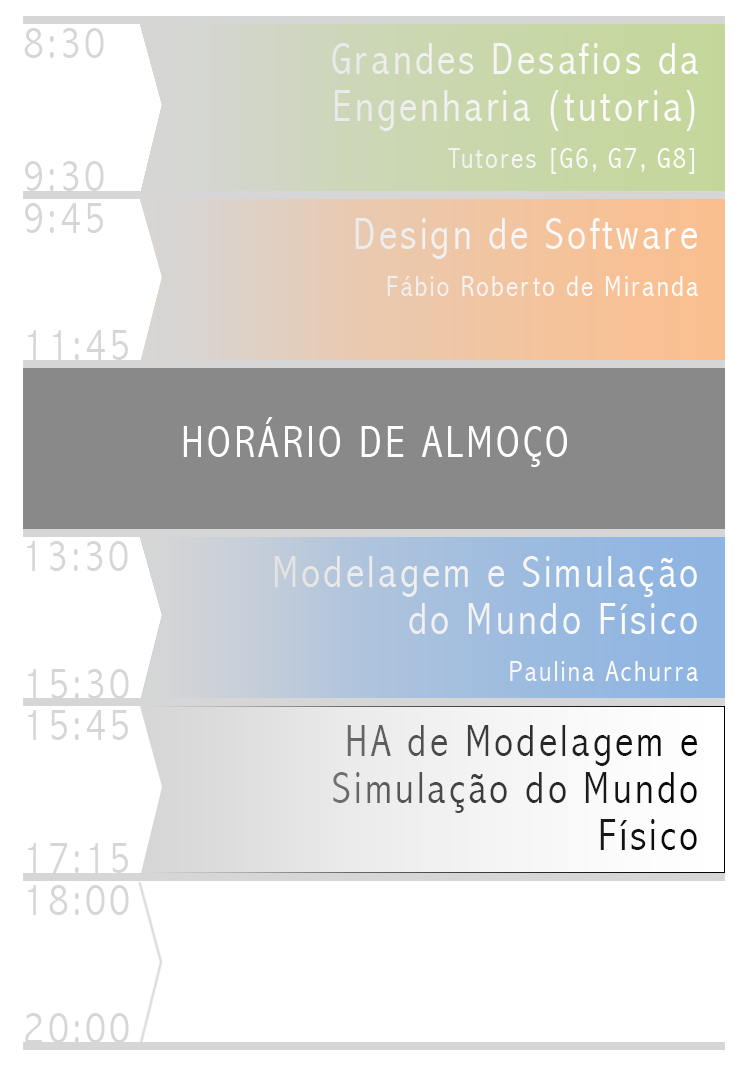 8:30
Grandes Desafios da
Engenharia (tutoria)
Tutores [G6, G7, G8]
9:30
9:45
Design de Software
Fábio Roberto de Miranda
11:45
HORÁRIO DE ALMOÇO
13:30
Modelagem e Simulação
do Mundo Físico
Paulina Achurra
15:30
15:45
HA de Modelagem e
Simulação do Mundo
Físico
17:15
18:00
20:00